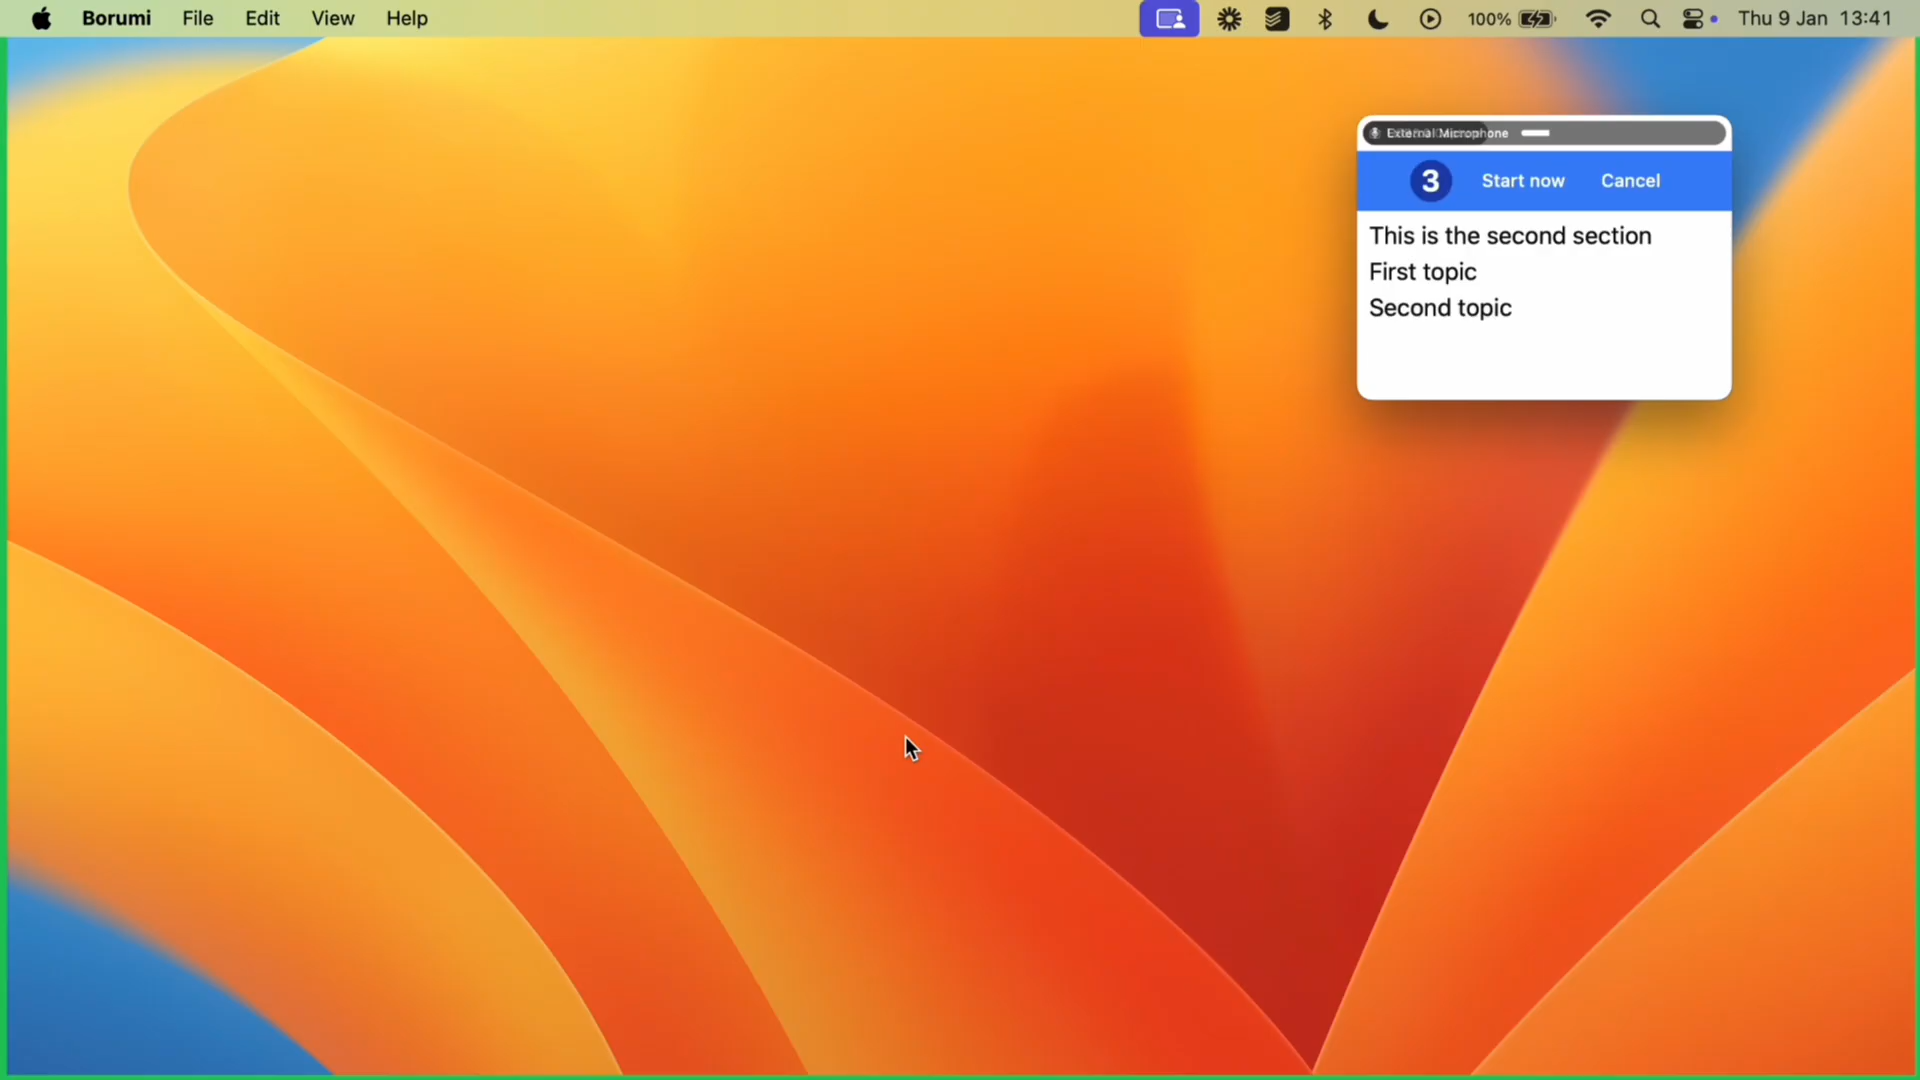 Borumi File Edit View Help 100% Thu 9 Jan 13:41
External Microphone
3 Start now Cancel
This is the second section
First topic
Second topic